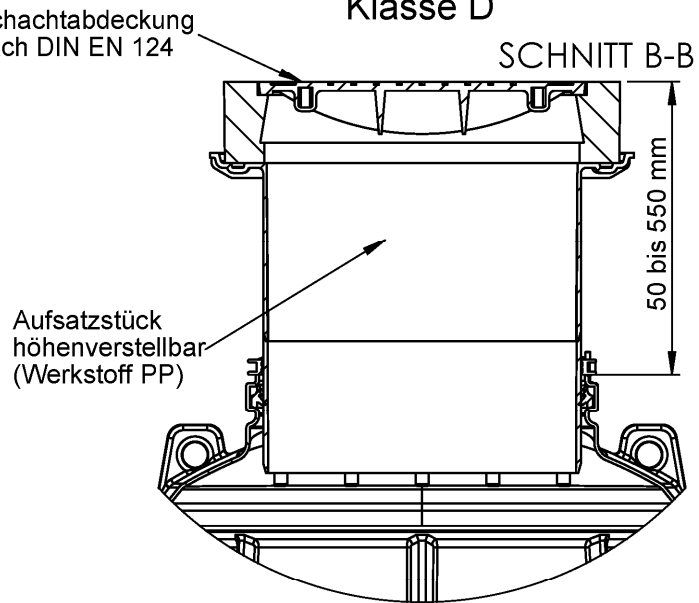 Klasse D
chachtabdeckung
ch DIN EN 124
SCHNITT B-B
50 bis 550 mm
Aufsatzstück
höhenverstellbar
(Werkstoff PP)